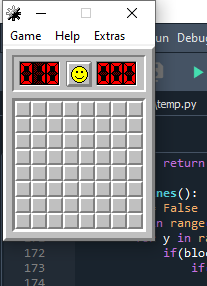 Game Help Extras
un Debu
010 000
\temp.py
return
nes():
False
n range
y in ra
172 if(blo
173 if
174